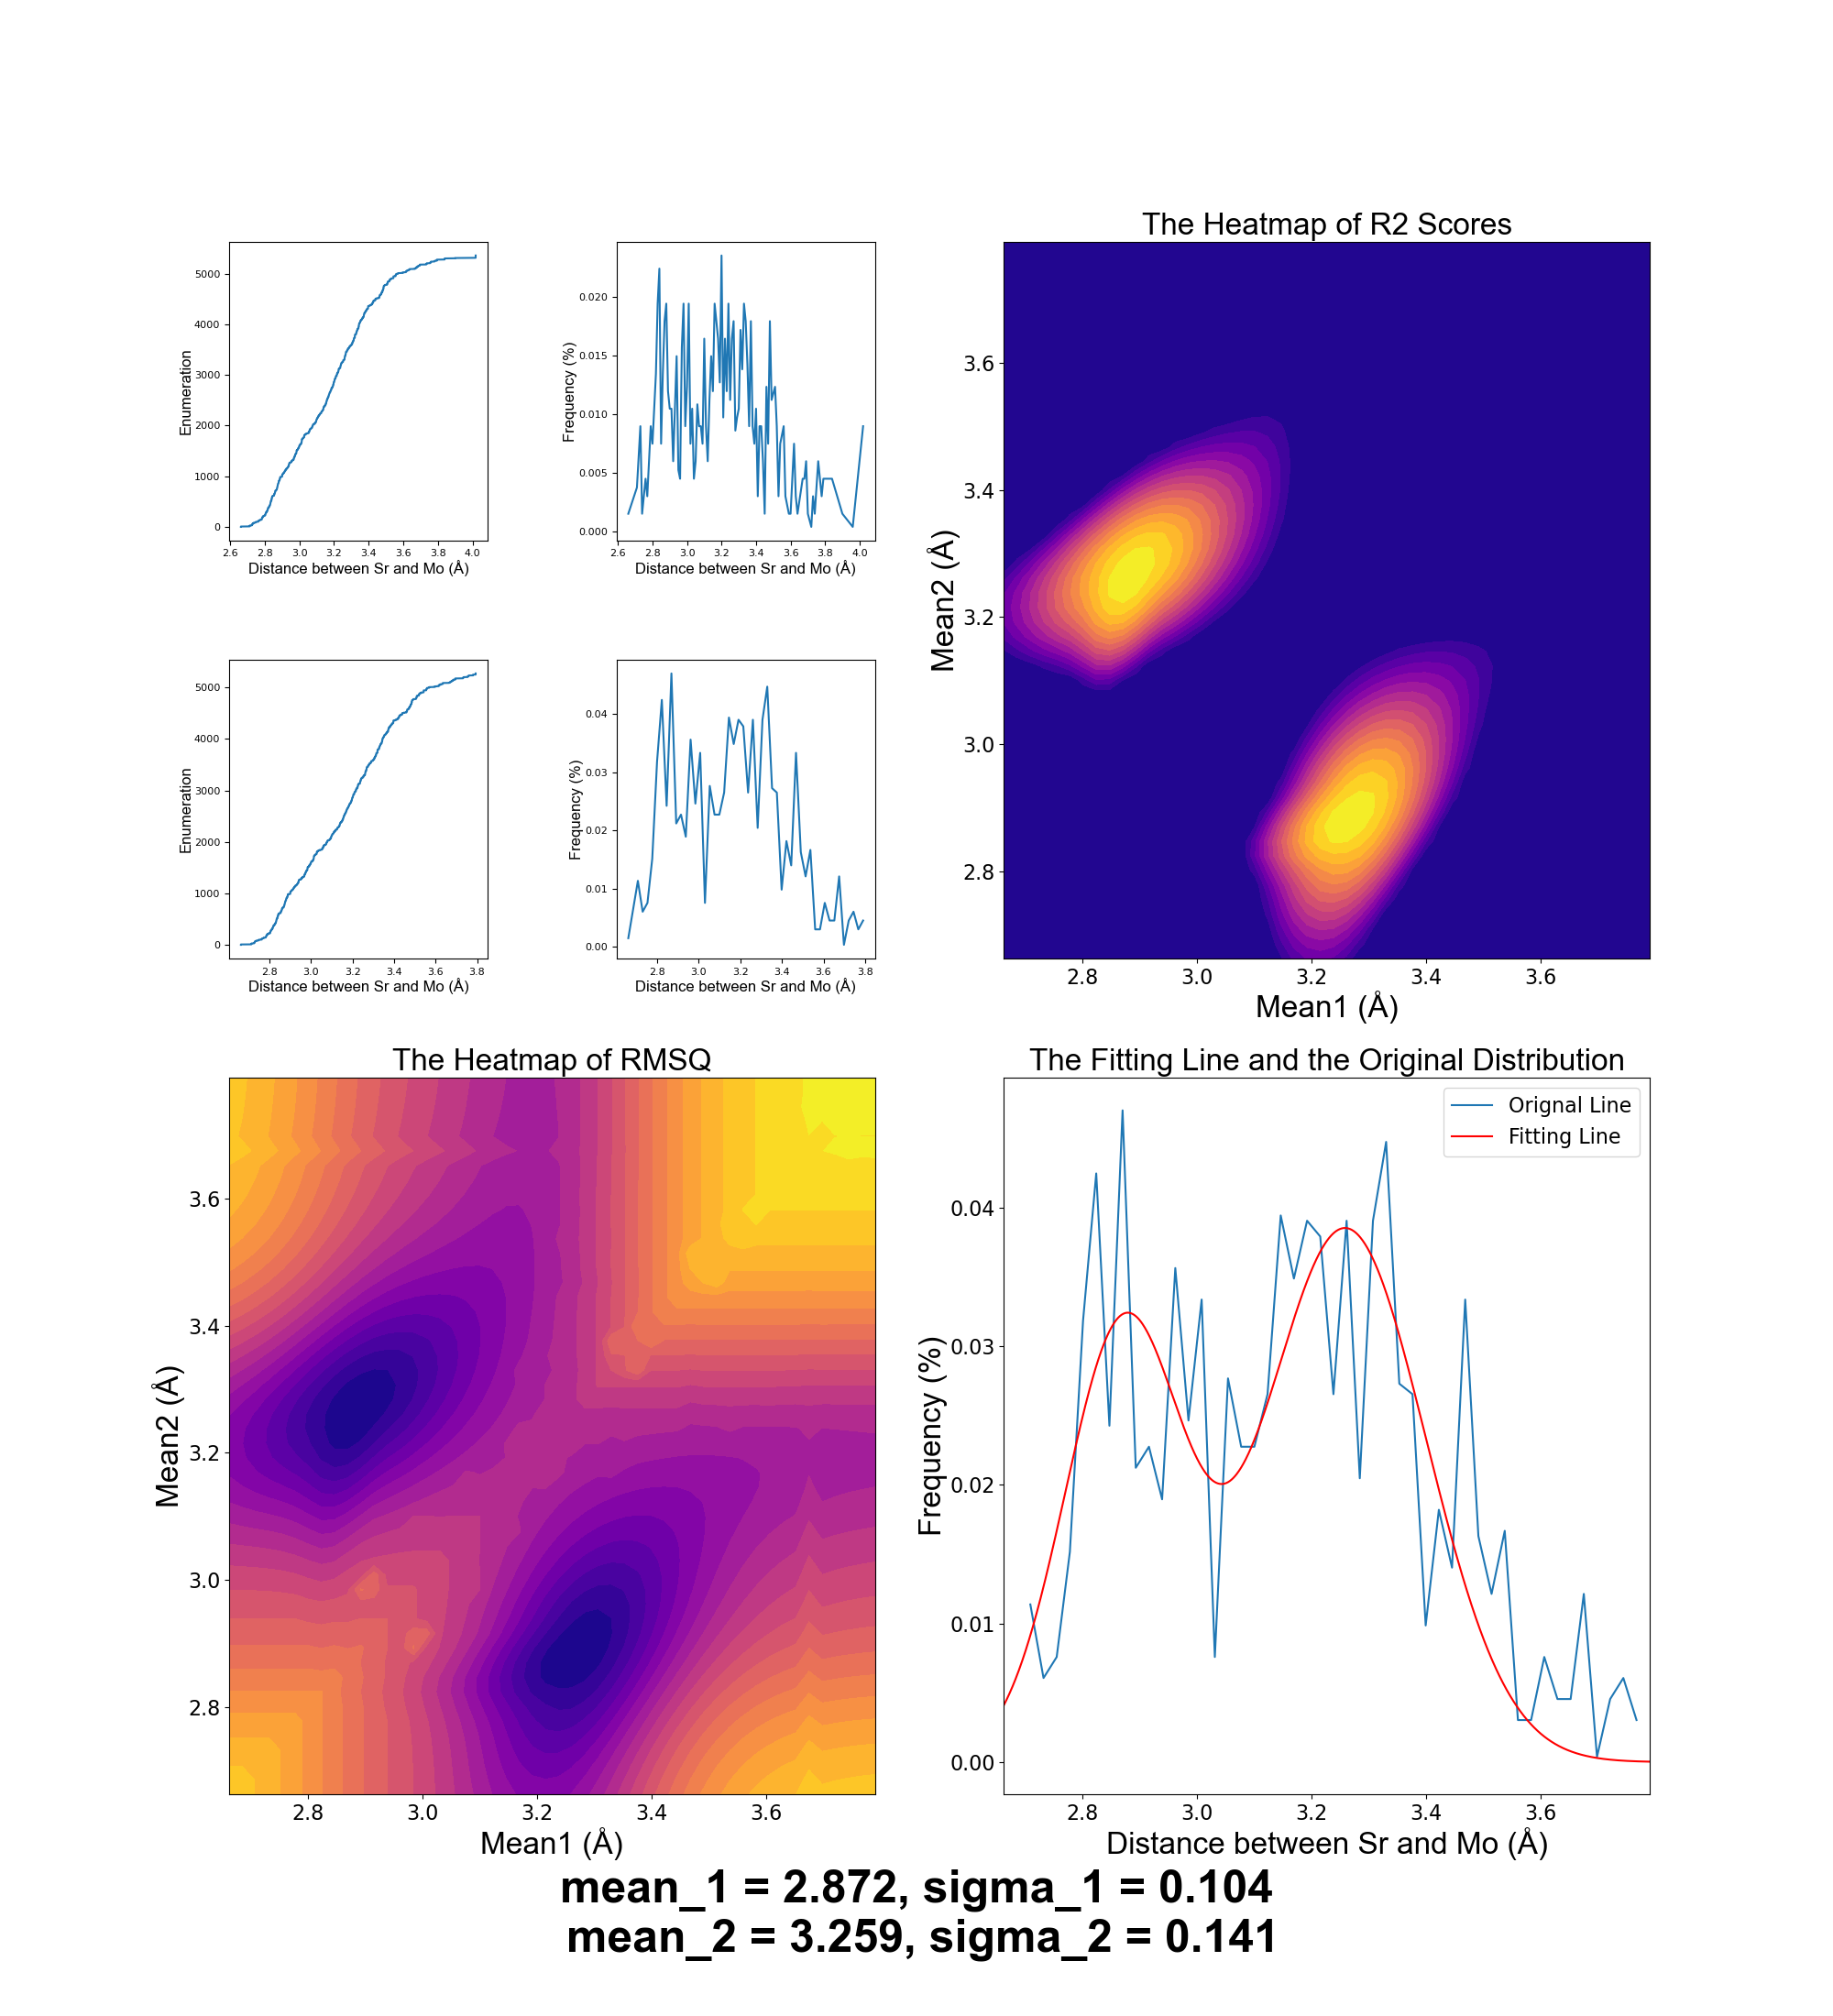 Enumeration
5000
4000
3000
2000
1000
0
2.6 2.8 3.0 3.2 3.4 3.6 3.8 4.0
Distance between Sr and Mo (Å)
Frequency (%)
0.020
0.015
0.010
0.005
0.000
2.6 2.8 3.0 3.2 3.4 3.6 3.8 4.0
Distance between Sr and Mo (Å)
Enumeration
5000
4000
3000
2000
1000
0
2.8 3.0 3.2 3.4 3.6 3.8
Distance between Sr and Mo (Å)
Frequency (%)
0.04
0.03
0.02
0.01
0.00
2.8 3.0 3.2 3.4 3.6 3.8
Distance between Sr and Mo (Å)
The Heatmap of R2 Scores
Mean2 (Å)
3.6
3.4
3.2
3.0
2.8
2.8 3.0 3.2 3.4 3.6
Mean1 (Å)
The Heatmap of RMSQ
Mean2 (Å)
3.6
3.4
3.2
3.0
2.8
2.8 3.0 3.2 3.4 3.6
Mean1 (Å)
The Fitting Line and the Original Distribution
Orignal Line
Fitting Line
Frequency (%)
0.04
0.03
0.02
0.01
0.00
2.8 3.0 3.2 3.4 3.6
Distance between Sr and Mo (Å)
mean_1 = 2.872, sigma_1 = 0.104
mean_2 = 3.259, sigma_2 = 0.141